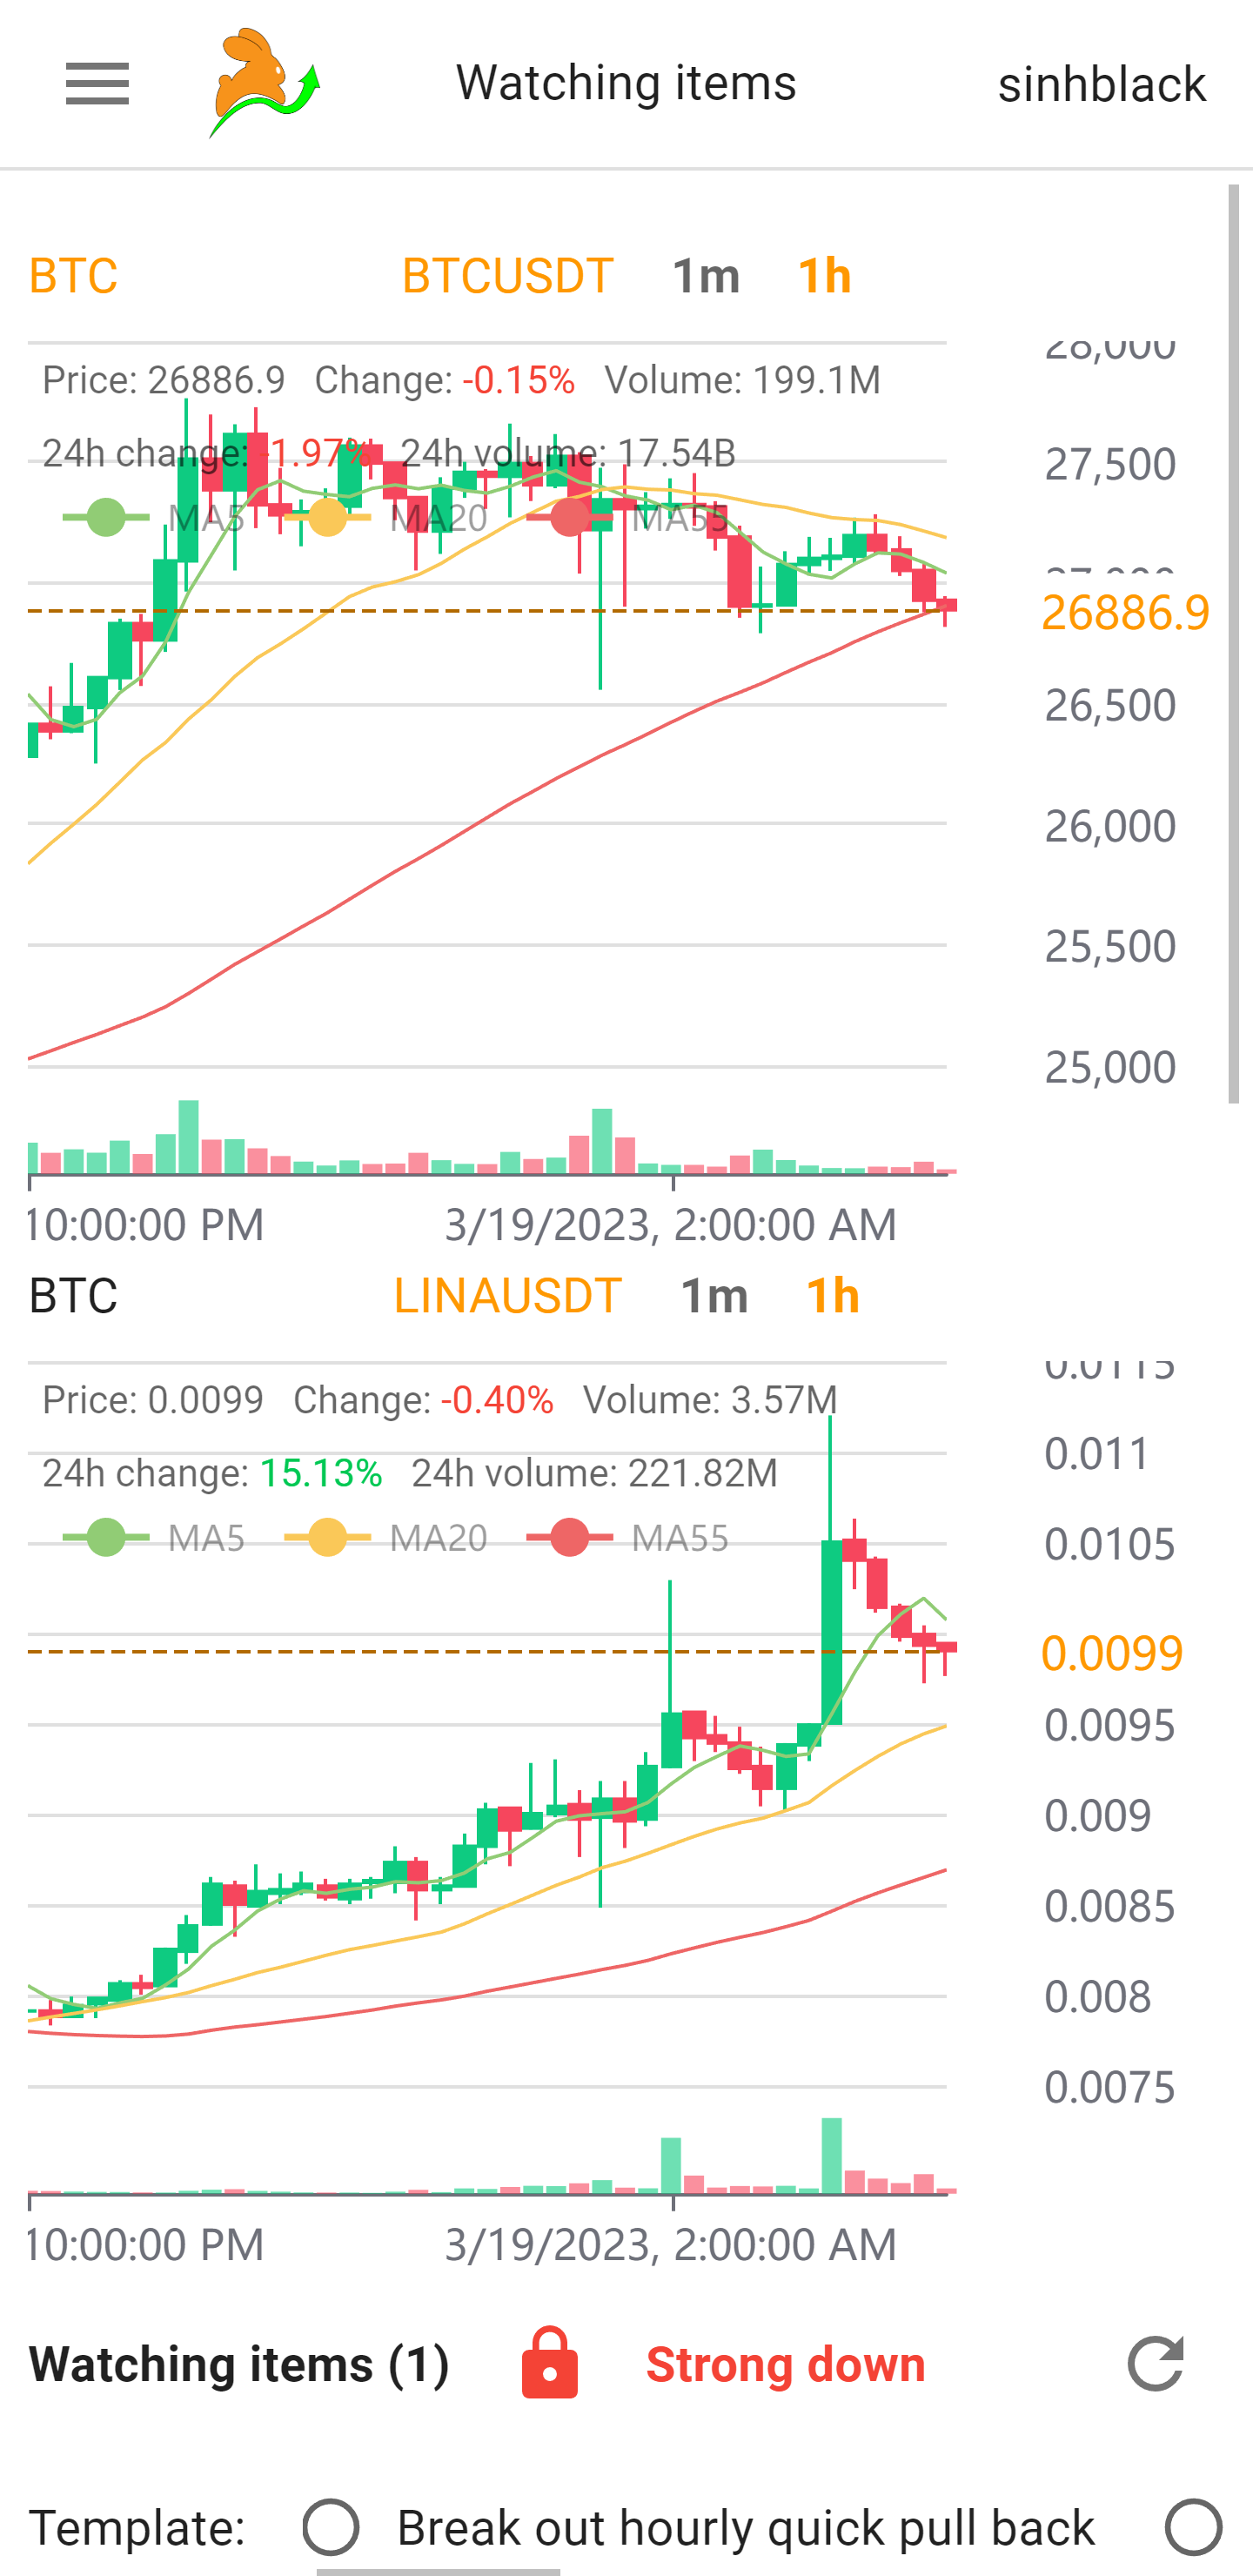 Watching items sinhblack
BTC BTCUSDT 1m 1h
28,000
Price: 26886.9 Change: -0.15% Volume: 199.1M
24h change: -1.97% 24h volume: 17.54B
27,500
MA5 MA20 MA55
27,000
26886.9
26,500
26,000
25,500
25,000
10:00:00 PM 3/19/2023, 2:00:00 AM
BTC LINAUSDT 1m 1h
0.0115
Price: 0.0099 Change: -0.40% Volume: 3.57M
0.011
24h change: 15.13% 24h volume: 221.82M
MA5 MA20 MA55
0.0105
0.0099
0.0095
0.009
0.0085
0.008
0.0075
10:00:00 PM 3/19/2023, 2:00:00 AM
Watching items (1) Strong down
Template: Break out hourly quick pull back